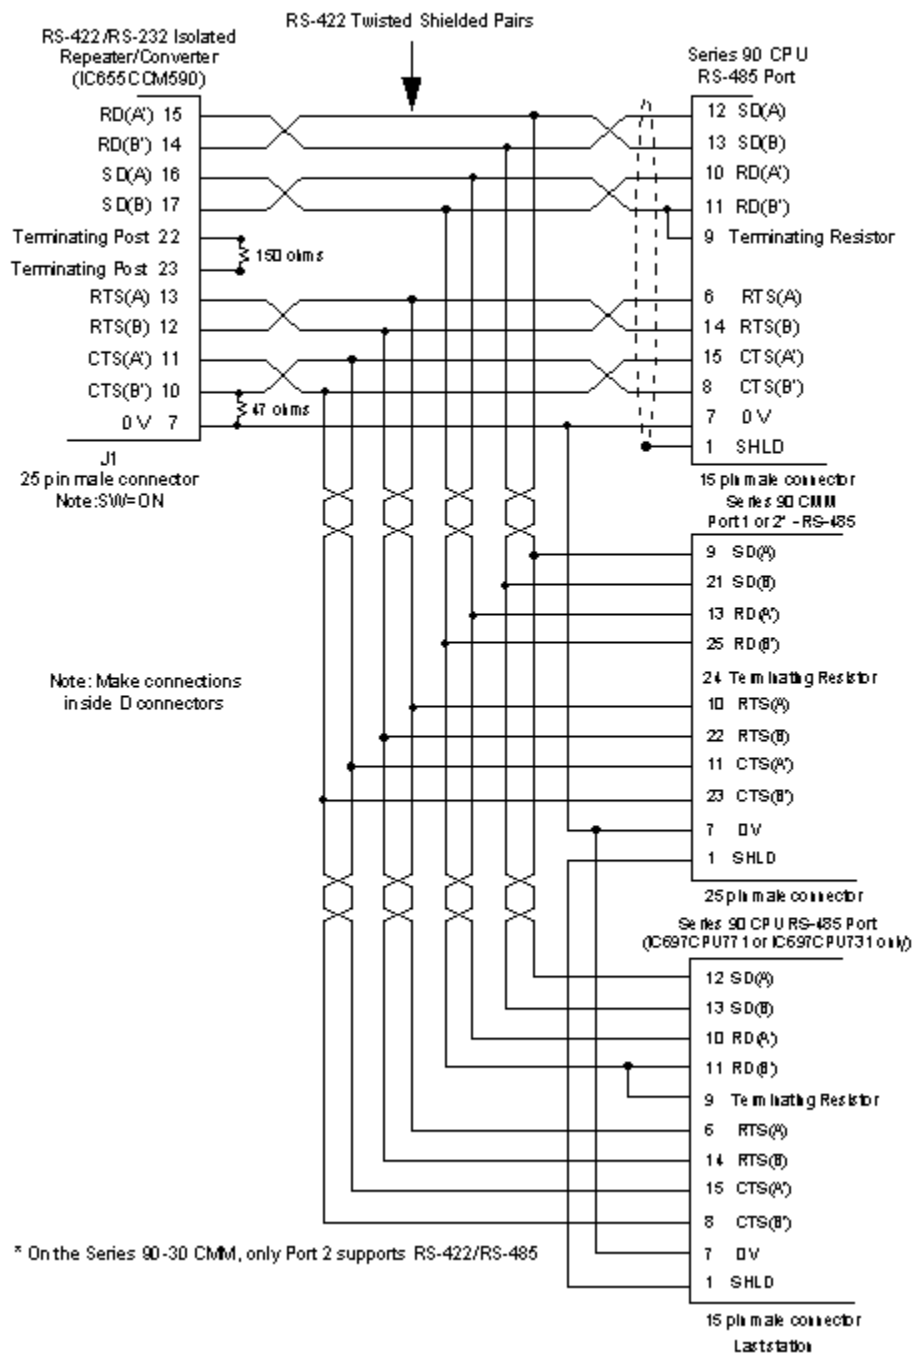 RS-422 Twisted Shielded Pairs
RS-422/RS-232 Isolated
Repeater/Converter
(IC655CCM590)
RD(A') 15
RD(B') 14
SD(A) 16
SD(B) 17
Terminating Post 22
150 ohms
Terminating Post 23
RTS(A) 13
RTS(B) 12
CTS(A') 11
CTS(B') 10
47 ohms
0V 7
J1
25 pin male connector
Note:SW=ON
Series 90 CPU
RS-485 Port
12 SD(A)
13 SD(B)
10 RD(A')
11 RD(B')
9 Terminating Resistor
6 RTS(A)
14 RTS(B)
15 CTS(A')
8 CTS(B')
7 0V
1 SHLD
15 pin male connector
Series 90 CMM
Port 1 or 2* - RS-485
9 SD(A)
21 SD(B)
13 RD(A')
25 RD(B')
24 Terminating Resistor
10 RTS(A)
22 RTS(B)
11 CTS(A')
23 CTS(B')
7 0V
1 SHLD
25 pin male connector
Note: Make connections
inside D connectors
Series 90 CPU RS-485 Port
(IC697CPU771 or IC697CPU731 only)
12 SD(A)
13 SD(B)
10 RD(A')
11 RD(B')
9 Terminating Resistor
6 RTS(A)
14 RTS(B)
15 CTS(A')
8 CTS(B')
7 0V
1 SHLD
15 pin male connector
Last station
* On the Series 90-30 CMM, only Port 2 supports RS-422/RS-485